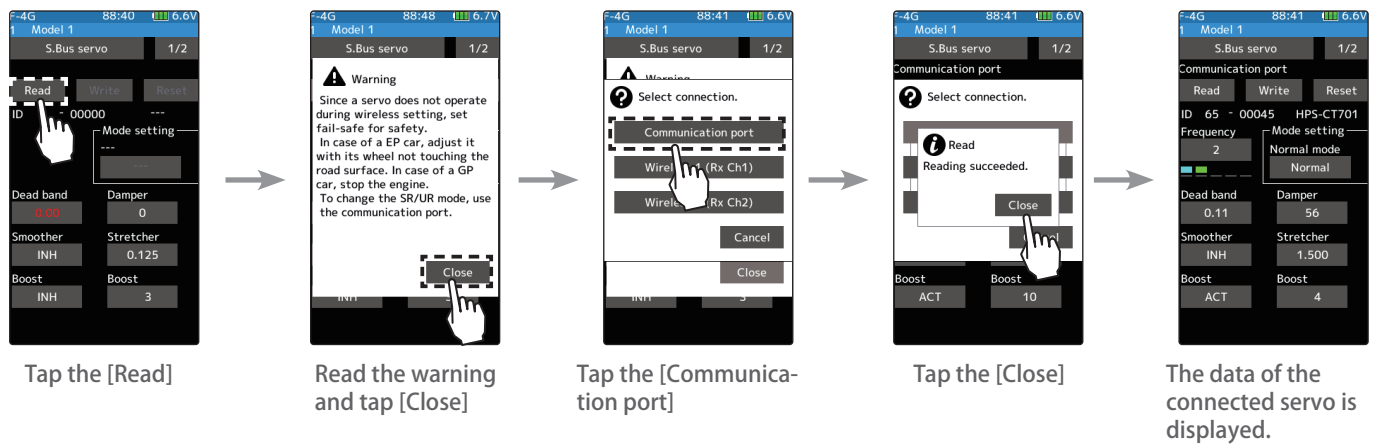 F-4G 88:40 6.6V
1 Model 1
S.Bus servo 1/2
Read Write Reset
ID - 00000 ---
Mode setting
---
---
Dead band Damper
0.00 0
Smoother Stretcher
INH 0.125
Boost Boost
INH 3
Tap the [Read]
F-4G 88:48 6.7V
1 Model 1
S.Bus servo 1/2
Warning
Since a servo does not operate
during wireless setting, set
fail-safe for safety.
In case of a EP car, adjust it
with its wheel not touching the
road surface. In case of a GP
car, stop the engine.
To change the SR/UR mode, use
the communication port.
Close
INH 3
Read the warning
and tap [Close]
F-4G 88:41 6.6V
1 Model 1
S.Bus servo 1/2
Warning
Select connection.
Communication port
Wireless1 (Rx Ch1)
Wireless2 (Rx Ch2)
Cancel
Close
INH 3
Tap the [Communica-
tion port]
F-4G 88:41 6.6V
1 Model 1
S.Bus servo 1/2
Communication port
Select connection.
Read
Reading succeeded.
Close
Cancel
Boost Boost
ACT 10
Tap the [Close]
F-4G 88:41 6.6V
1 Model 1
S.Bus servo 1/2
Communication port
Read Write Reset
ID 65 - 00045 HPS-CT701
Frequency Mode setting
2 Normal mode
Normal
Dead band Damper
0.11 56
Smoother Stretcher
INH 1.500
Boost Boost
ACT 4
The data of the
connected servo is
displayed.